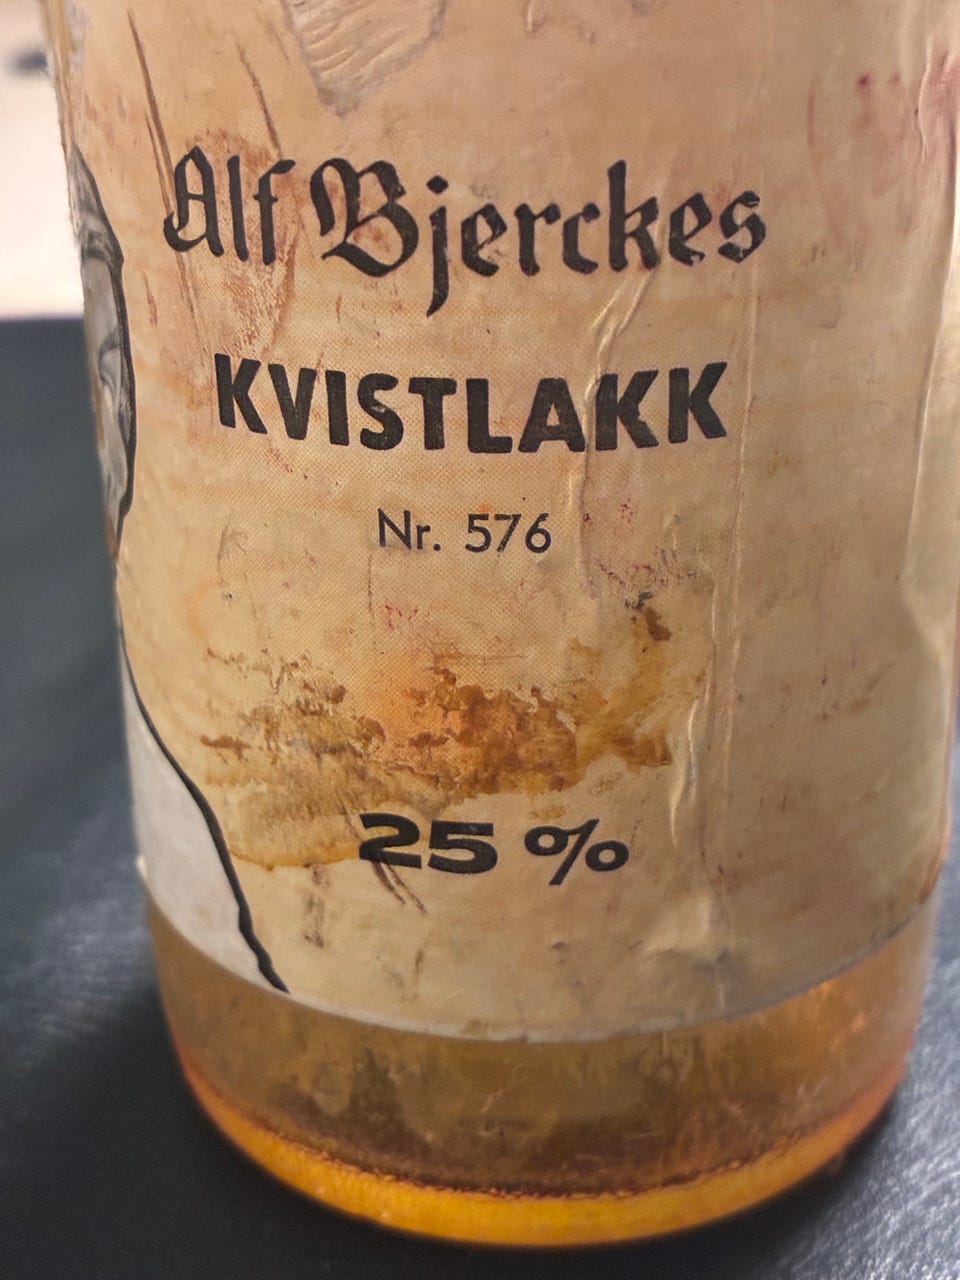 Alf Bjerckes
KVISTLAKK
Nr. 576
25 %